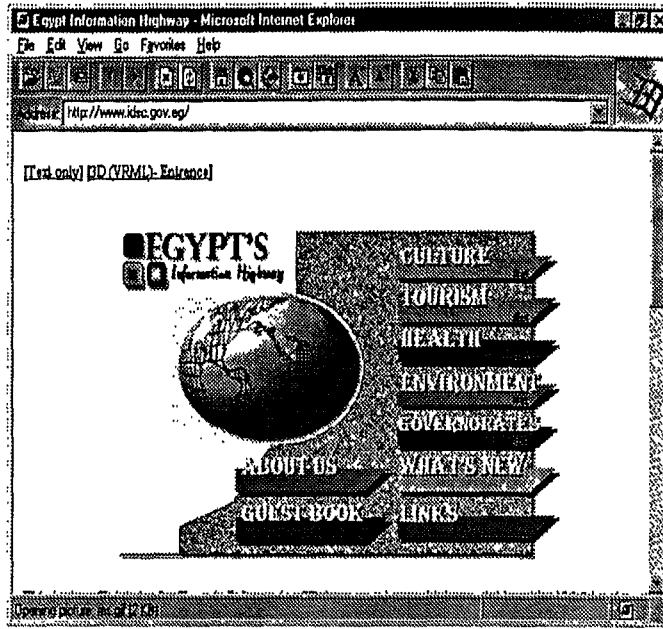 Egypt Information Highway - Microsoft Internet Explorer
File Edit View Go Favorites Help
Address: http://www.idsc.gov.eg/
[Text only] [3D (VRML)- Entrance]
EGYPT'S
Information Highway
CULTURE
TOURISM
HEALTH
ENVIRONMENT
GOVERNORATES
ABOUT US WHAT'S NEW
GUEST-BOOK LINKS
Opening picture: